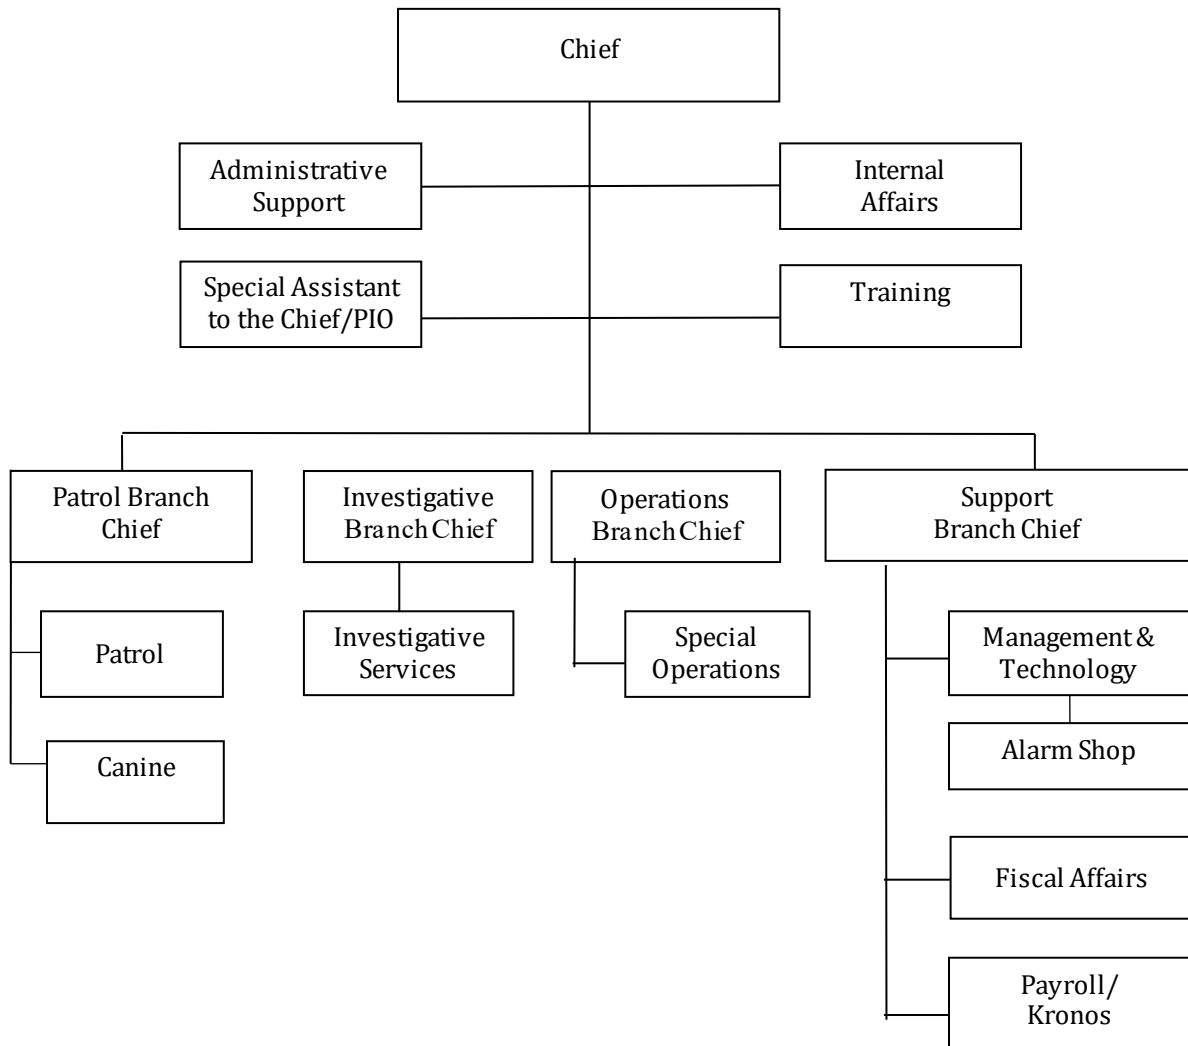 Chief
Administrative
Support
Internal
Affairs
Special Assistant
to the Chief/PIO
Training
Patrol Branch
Chief
Investigative
Branch Chief
Operations
Branch Chief
Support
Branch Chief
Patrol
Investigative
Services
Special
Operations
Management &
Technology
Canine
Alarm Shop
Fiscal Affairs
Payroll/
Kronos